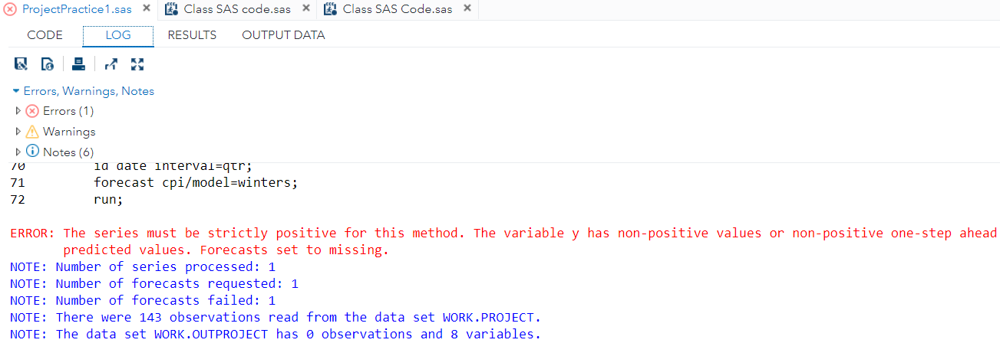 ProjectPractice1.sas × Class SAS code.sas × Class SAS Code.sas ×
CODE LOG RESULTS OUTPUT DATA
Errors, Warnings, Notes
Errors (1)
Warnings
Notes (6)
70 id date interval=qtr;
71 forecast cpi/model=winters;
72 run;
ERROR: The series must be strictly positive for this method. The variable y has non-positive values or non-positive one-step ahead
predicted values. Forecasts set to missing.
NOTE: Number of series processed: 1
NOTE: Number of forecasts requested: 1
NOTE: Number of forecasts failed: 1
NOTE: There were 143 observations read from the data set WORK.PROJECT.
NOTE: The data set WORK.OUTPROJECT has 0 observations and 8 variables.